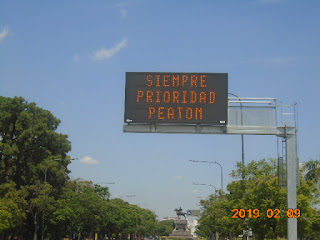 SIEMPRE
PRIORIDAD
PEATON
2019 02 09